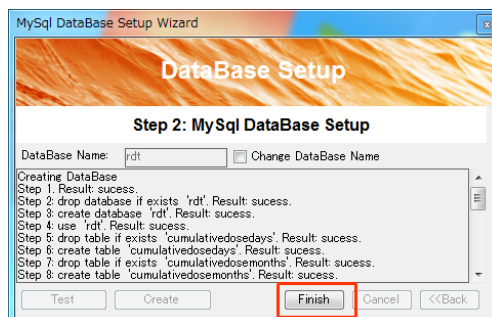 MySql DataBase Setup Wizard
DataBase Setup
Step 2: MySql DataBase Setup
DataBase Name: rdt Change DataBase Name
Creating DataBase
Step 1. Result: sucess.
Step 2: drop database if exists 'rdt'. Result: sucess.
Step 3: create database 'rdt'. Result: sucess.
Step 4: use 'rdt'. Result: sucess.
Step 5: drop table if exists 'cumulativedosedays'. Result: sucess.
Step 6: create table 'cumulativedosedays'. Result: sucess.
Step 7: drop table if exists 'cumulativedosemonths'. Result: sucess.
Step 8: create table 'cumulativedosemonths'. Result: sucess.
Test Create Finish Cancel <<Back